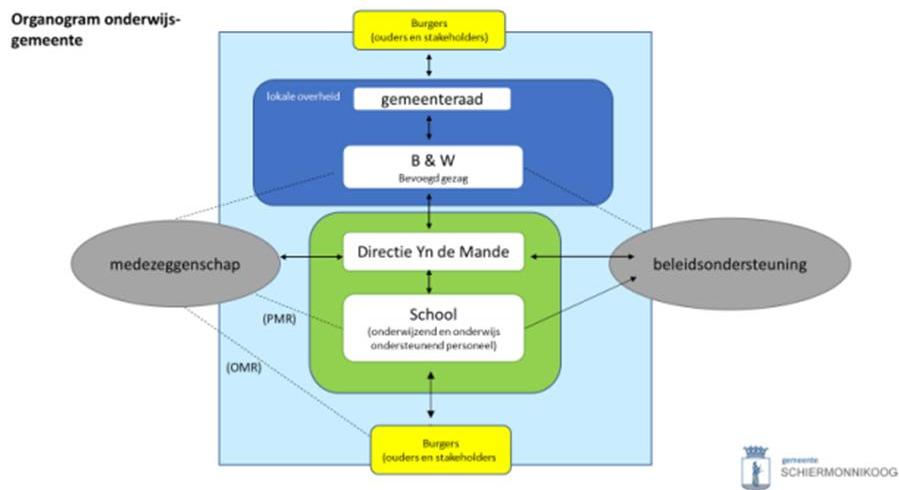 Organogram onderwijs-
gemeente
Burgers
(ouders en stakeholders)
lokale overheid
gemeenteraad
B & W
Bevoegd gezag
medezeggenschap
Directie Yn de Mande
beleidsondersteuning
School
(onderwijzend en onderwijs
ondersteunend personeel)
(PMR)
(OMR)
Burgers
(ouders en stakeholders
gemeente
SCHIERMONNIKOOG